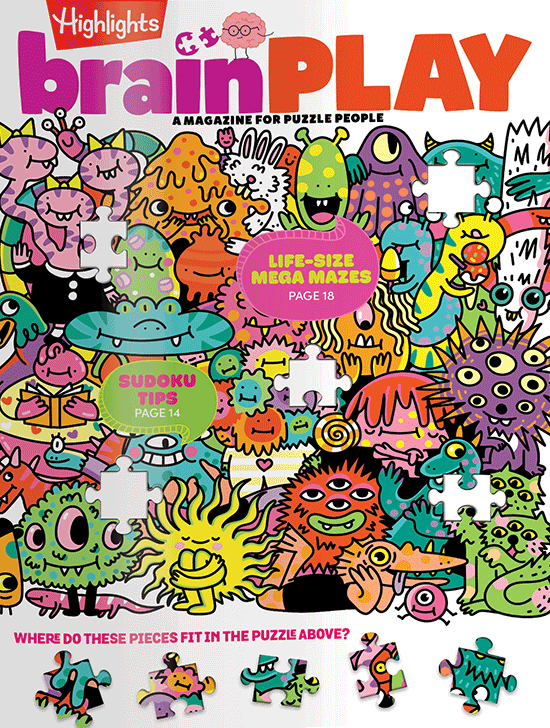 Highlights
brainPLAY
A MAGAZINE FOR PUZZLE PEOPLE
LIFE-SIZE
MEGA MAZES
PAGE 18
SUDOKU
TIPS
PAGE 14
WHERE DO THESE PIECES FIT IN THE PUZZLE ABOVE?